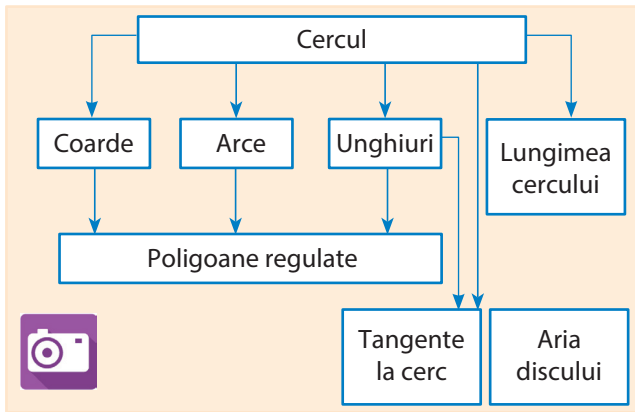 Cercul
Coarde
Arce
Unghiuri
Lungimea
cercului
Poligoane regulate
Tangente
la cerc
Aria
discului